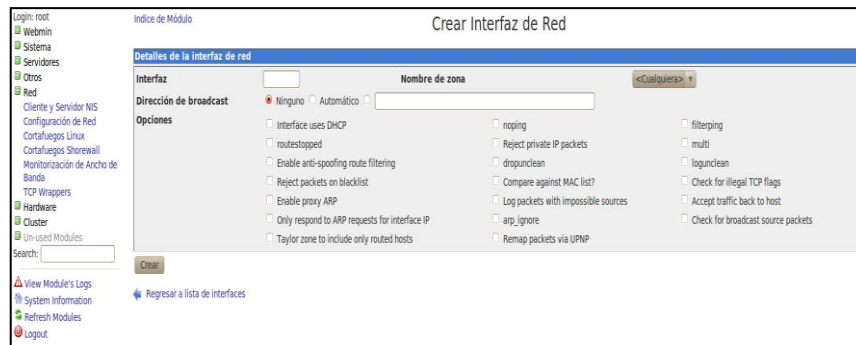 Login: root
Webmin
Sistema
Servidores
Otros
Red
Cliente y Servidor NIS
Configuración de Red
Cortafuegos Linux
Cortafuegos Shorewall
Monitorización de Ancho de
Banda
TCP Wrappers
Hardware
Cluster
Un-used Modules
Search:
View Module's Logs
System Information
Refresh Modules
Logout
Indice de Módulo
Crear Interfaz de Red
Detalles de la interfaz de red
Interfaz Nombre de zona <Cualquiera>
Dirección de broadcast Ninguno Automático
Opciones
Interface uses DHCP noping filterping
routestopped Reject private IP packets multi
Enable anti-spoofing route filtering dropunclean logunclean
Reject packets on blacklist Compare against MAC list? Check for illegal TCP flags
Enable proxy ARP Log packets with impossible sources Accept traffic back to host
Only respond to ARP requests for interface IP arp_ignore Check for broadcast source packets
Taylor zone to include only routed hosts Remap packets via UPNP
Crear
Regresar a lista de interfaces